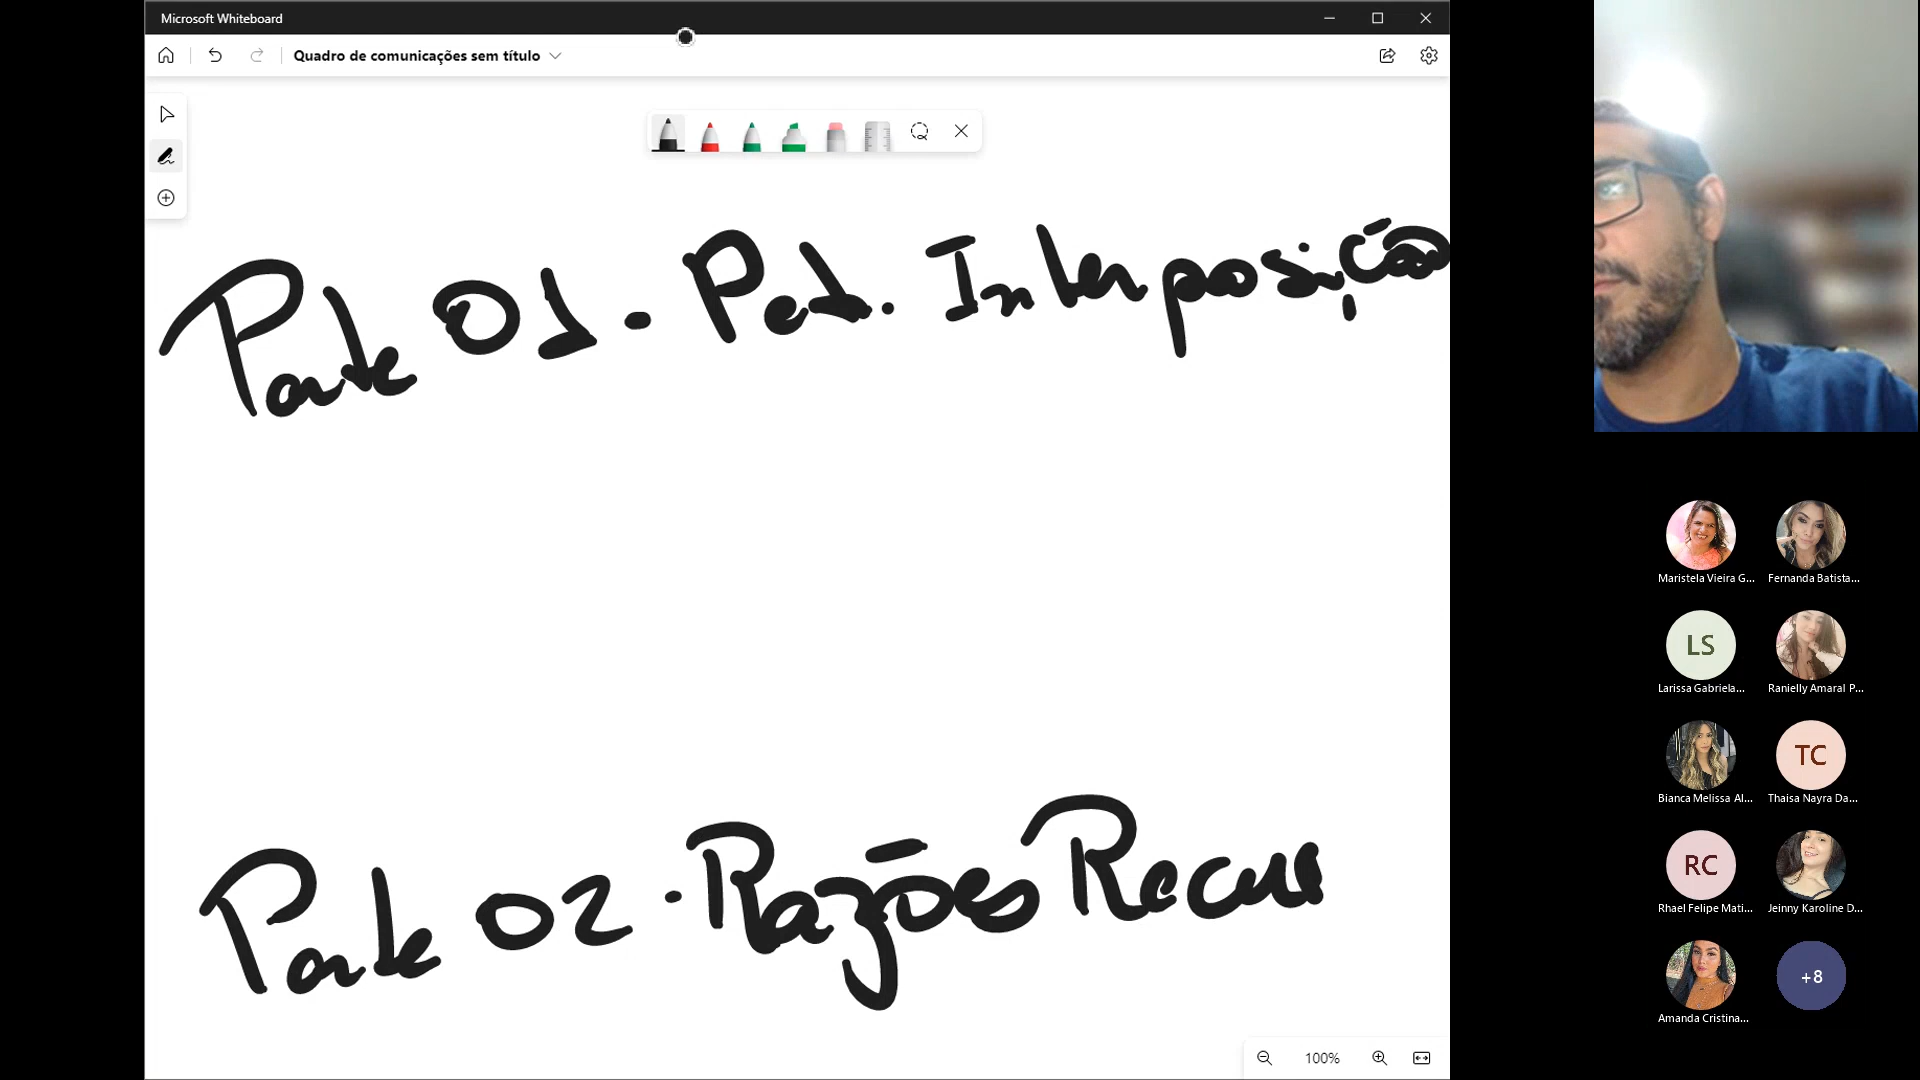 Microsoft Whiteboard
Quadro de comunicações sem título
Parte 01 . Pet. Interposição
Parte 02 . Razões Recur
100%
Maristela Vieira G...
Fernanda Batista...
LS
Larissa Gabriela...
Ranielly Amaral P...
Bianca Melissa Al...
TC
Thaisa Nayra Da...
RC
Rhael Felipe Mati...
Jeinny Karoline D...
Amanda Cristina...
+8